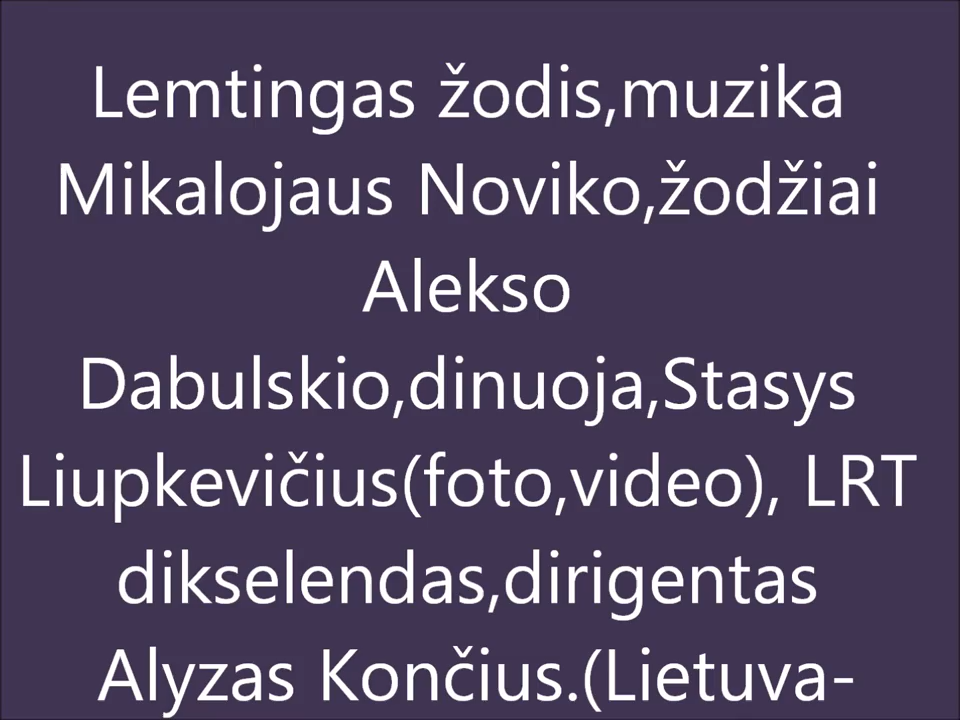 Lemtingas žodis,muzika
Mikalojaus Noviko,žodžiai
Alekso
Dabulskio,dinuoja,Stasys
Liupkevičius(foto,video), LRT
dikselendas,dirigentas
Alyzas Končius.(Lietuva-